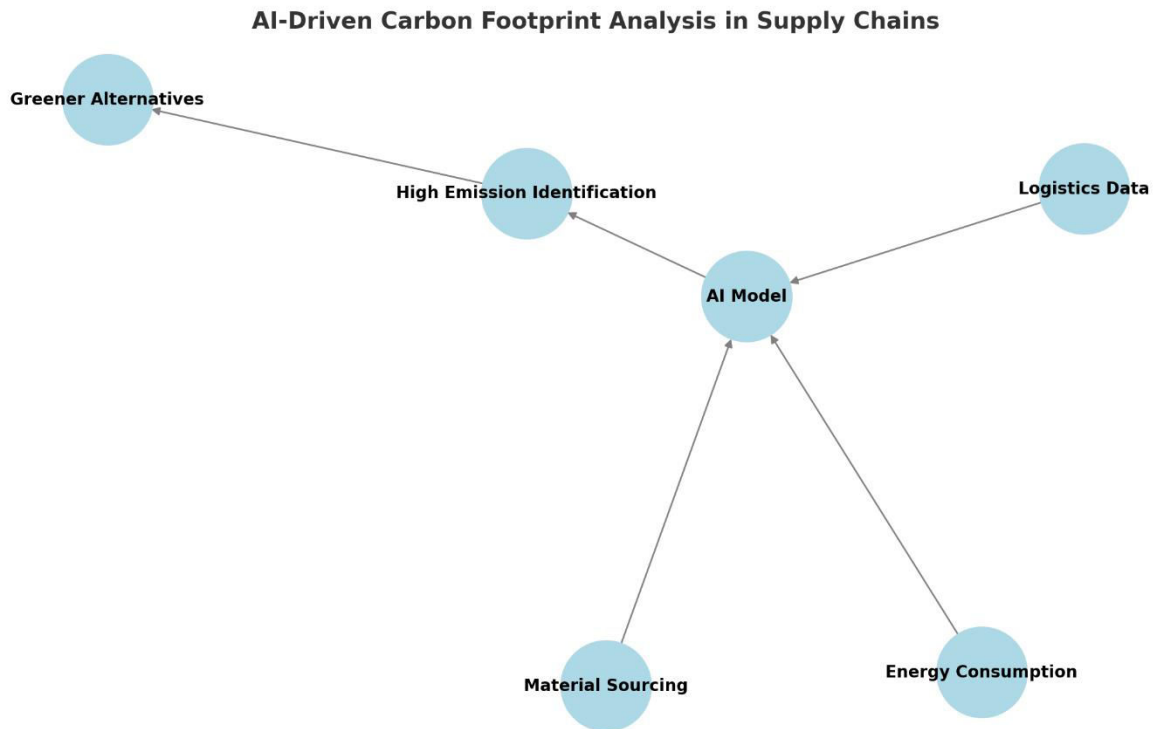 AI-Driven Carbon Footprint Analysis in Supply Chains
Greener Alternatives
High Emission Identification
Logistics Data
AI Model
Material Sourcing
Energy Consumption